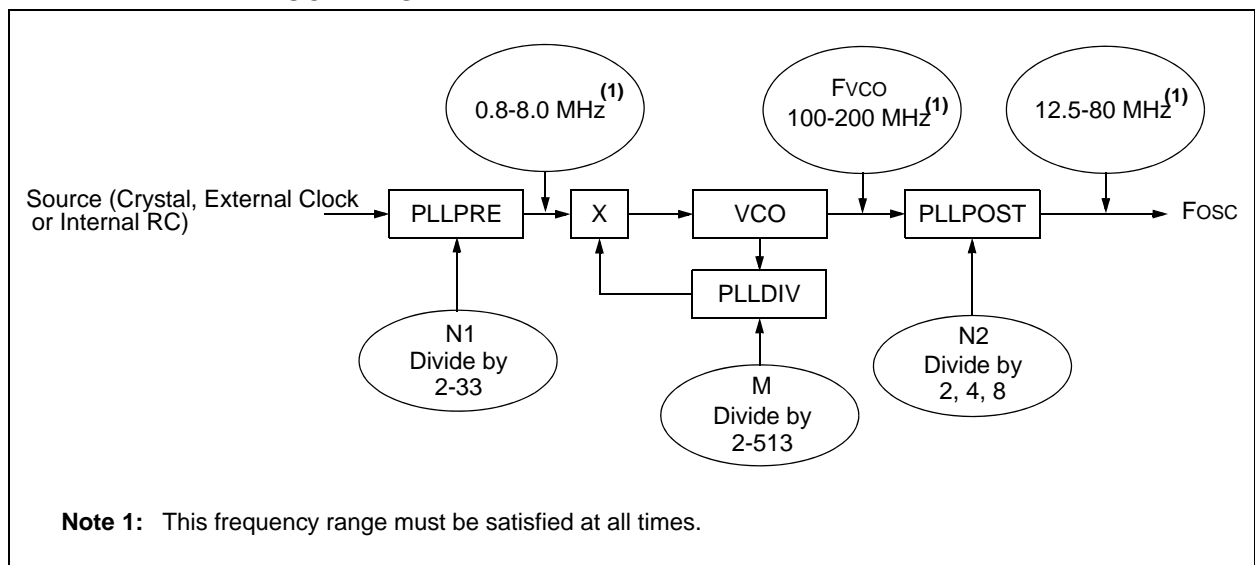 0.8-8.0 MHz(1)
FVCO
100-200 MHz(1)
12.5-80 MHz(1)
Source (Crystal, External Clock
or Internal RC)
PLLPRE
X
VCO
PLLPOST
FOSC
PLLDIV
N1
Divide by
2-33
M
Divide by
2-513
N2
Divide by
2, 4, 8
Note 1: This frequency range must be satisfied at all times.